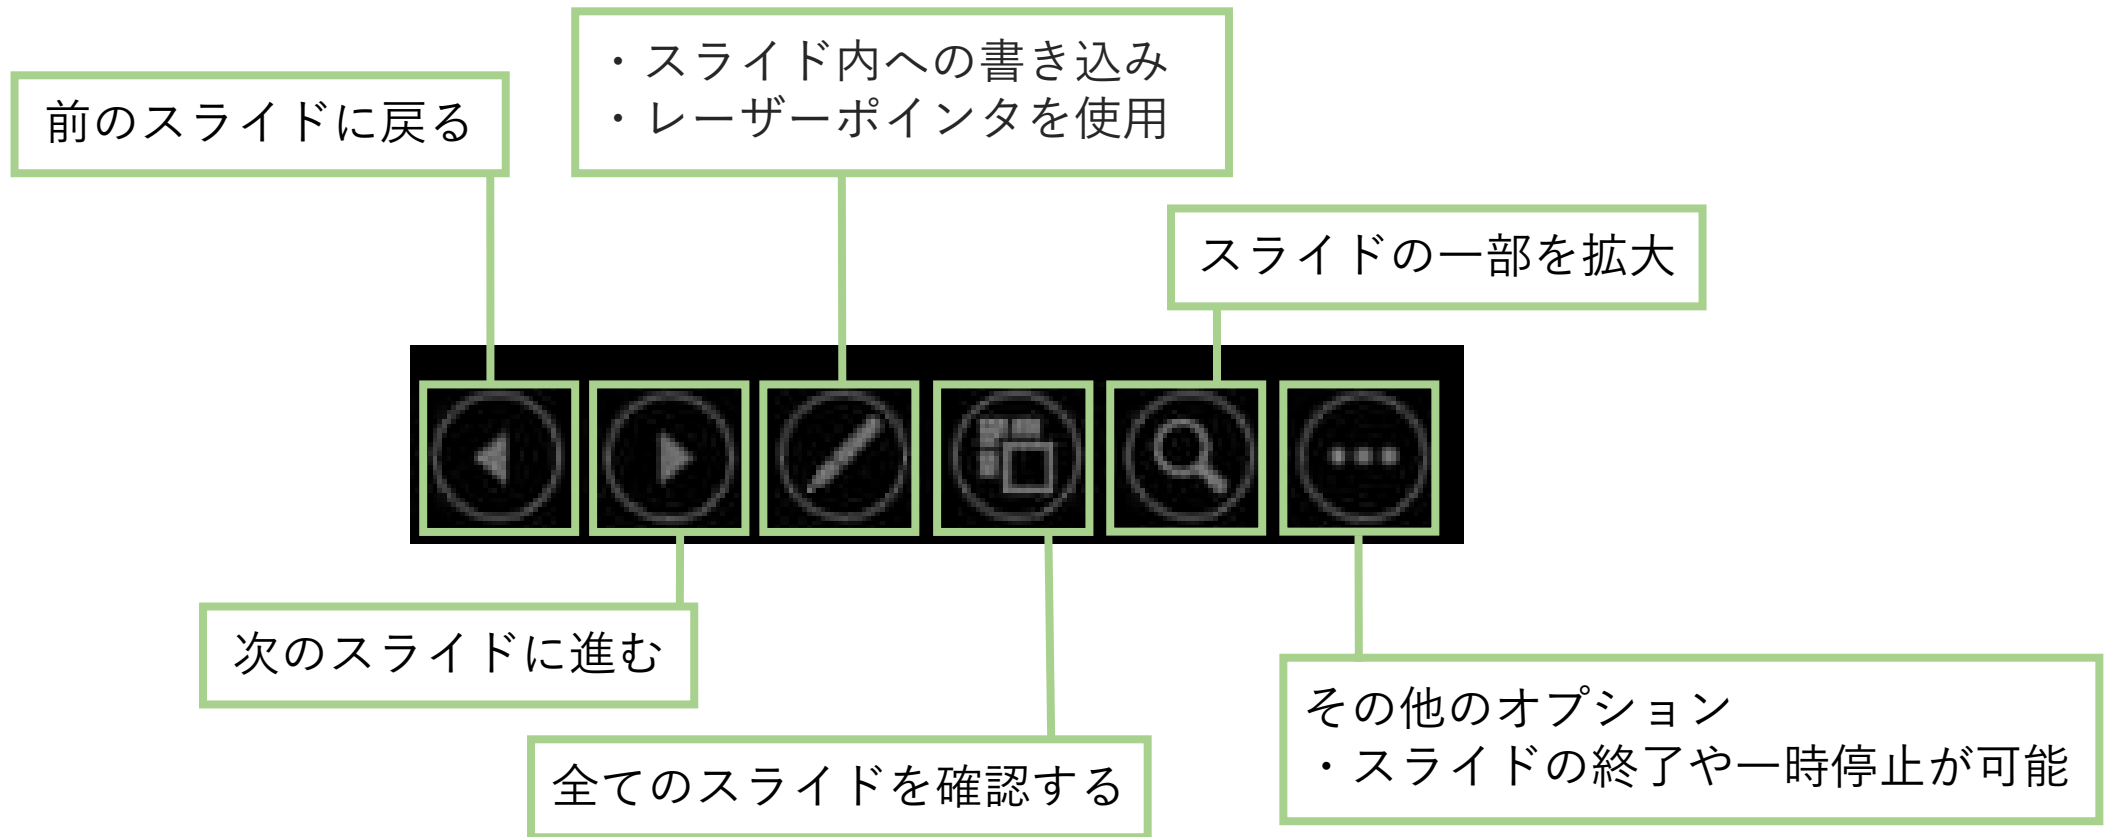 前のスライドに戻る
・スライド内への書き込み
・レーザーポインタを使用
スライドの一部を拡大
次のスライドに進む
全てのスライドを確認する
その他のオプション
・スライドの終了や一時停止が可能